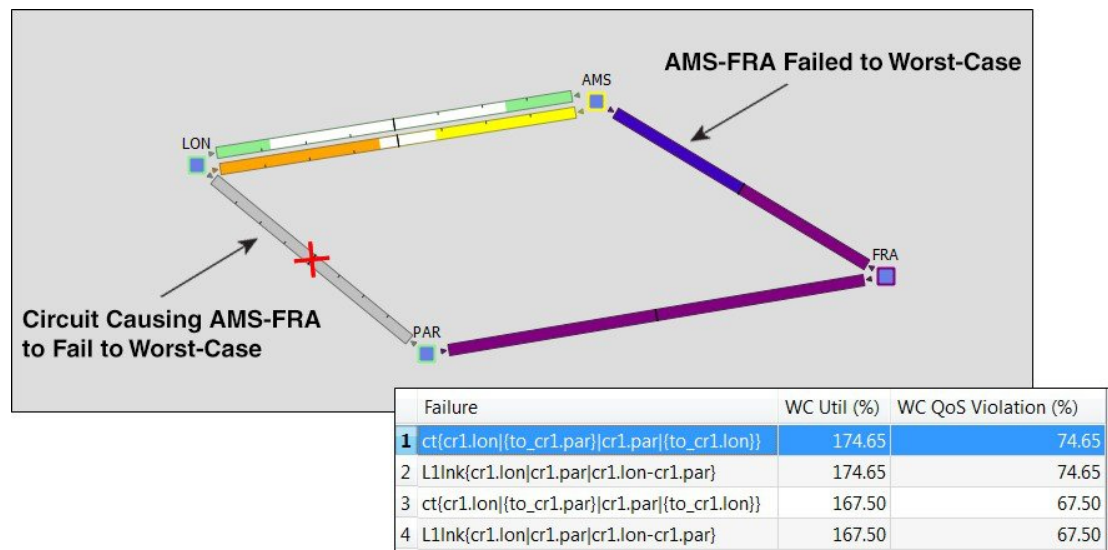 AMS-FRA Failed to Worst-Case
AMS
LON
FRA
Circuit Causing AMS-FRA
to Fail to Worst-Case
PAR
Failure WC Util (%) WC QoS Violation (%)
1 ct{cr1.lon|{to_cr1.par}|cr1.par|{to_cr1.lon}} 174.65 74.65
2 L1lnk{cr1.lon|cr1.par|cr1.lon-cr1.par} 174.65 74.65
3 ct{cr1.lon|{to_cr1.par}|cr1.par|{to_cr1.lon}} 167.50 67.50
4 L1lnk{cr1.lon|cr1.par|cr1.lon-cr1.par} 167.50 67.50